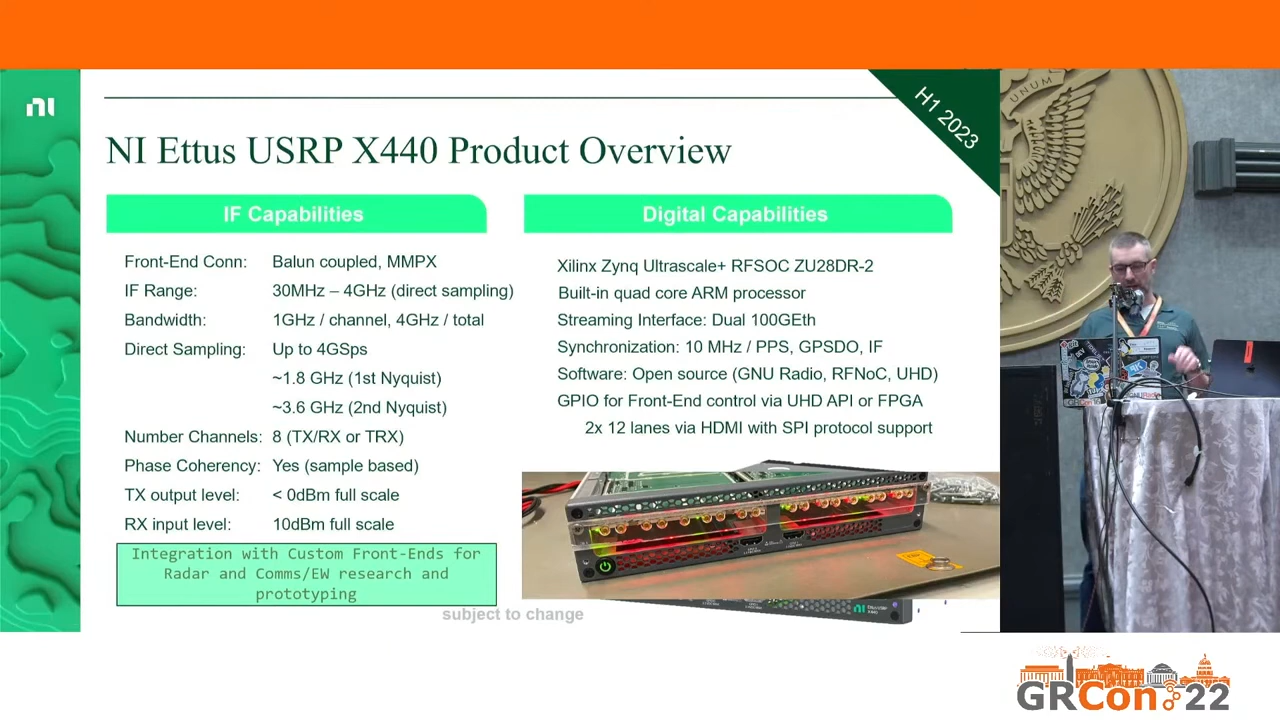 H1 2023
NI Ettus USRP X440 Product Overview
IF Capabilities
Front-End Conn: Balun coupled, MMPX
IF Range: 30MHz – 4GHz (direct sampling)
Bandwidth: 1GHz / channel, 4GHz / total
Direct Sampling: Up to 4GSps
~1.8 GHz (1st Nyquist)
~3.6 GHz (2nd Nyquist)
Number Channels: 8 (TX/RX or TRX)
Phase Coherency: Yes (sample based)
TX output level: < 0dBm full scale
RX input level: 10dBm full scale
Integration with Custom Front-Ends for
Radar and Comms/EW research and
prototyping
Digital Capabilities
Xilinx Zynq Ultrascale+ RFSOC ZU28DR-2
Built-in quad core ARM processor
Streaming Interface: Dual 100GEth
Synchronization: 10 MHz / PPS, GPSDO, IF
Software: Open source (GNU Radio, RFNoC, UHD)
GPIO for Front-End control via UHD API or FPGA
2x 12 lanes via HDMI with SPI protocol support
subject to change
UNUM
GRCon 22